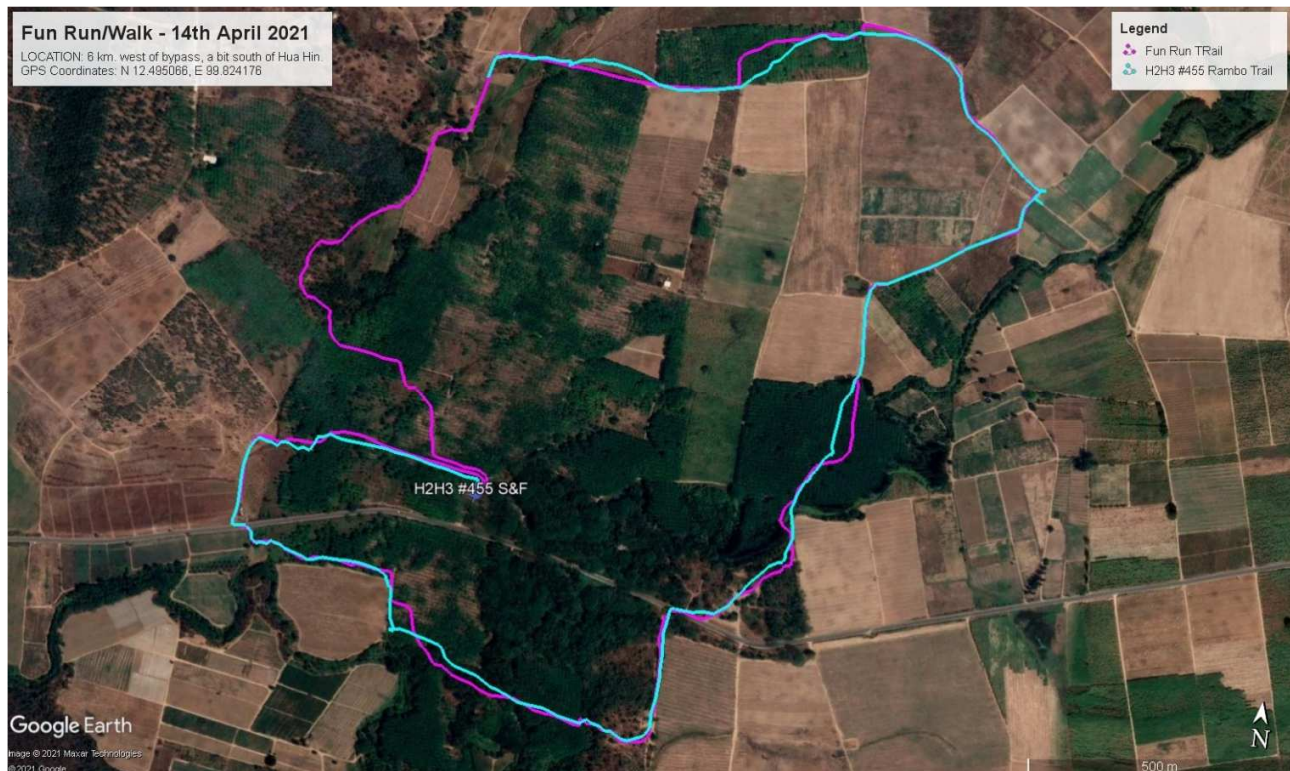 Fun Run/Walk - 14th April 2021
LOCATION: 6 km. west of bypass, a bit south of Hua Hin.
GPS Coordinates: N 12.495066, E 99.824176
Legend
Fun Run TRail
H2H3 #455 Rambo Trail
H2H3 #455 S&F
Google Earth
Image © 2021 Maxar Technologies
© 2021 Google
N
500 m